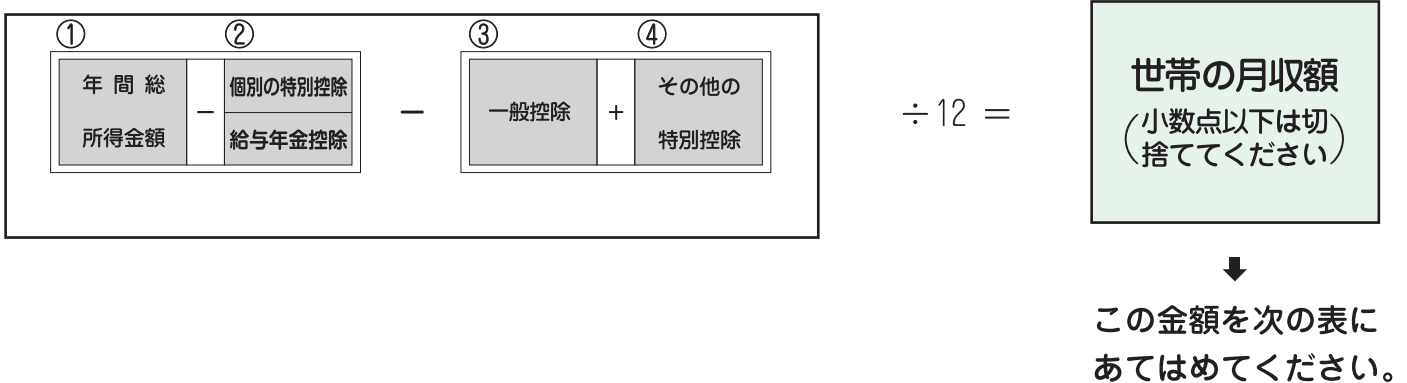 ① ② ③ ④
年間総
所得金額
－
個別の特別控除
給与年金控除
－
一般控除
＋
その他の
特別控除
÷12＝
世帯の月収額
（小数点以下は切
捨ててください）
⬇
この金額を次の表に
あてはめてください。